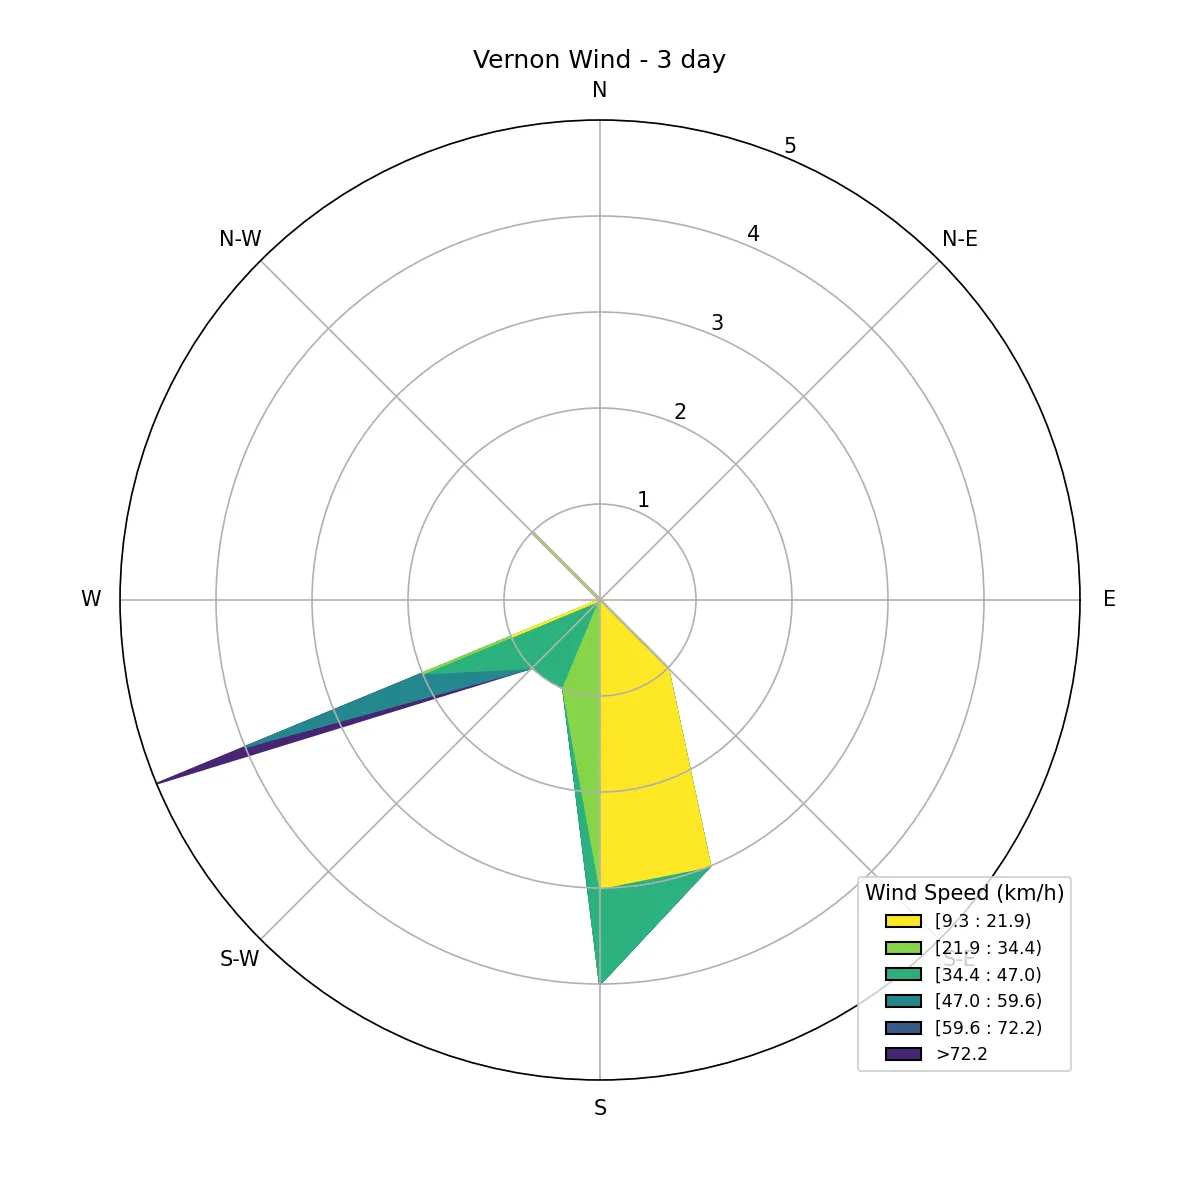 Vernon Wind - 3 day
N
5
N-W
N-E
4
3
2
1
W
E
Wind Speed (km/h)
[9.3 : 21.9)
[21.9 : 34.4)
S-W
S-E
[34.4 : 47.0)
[47.0 : 59.6)
[59.6 : 72.2)
>72.2
S